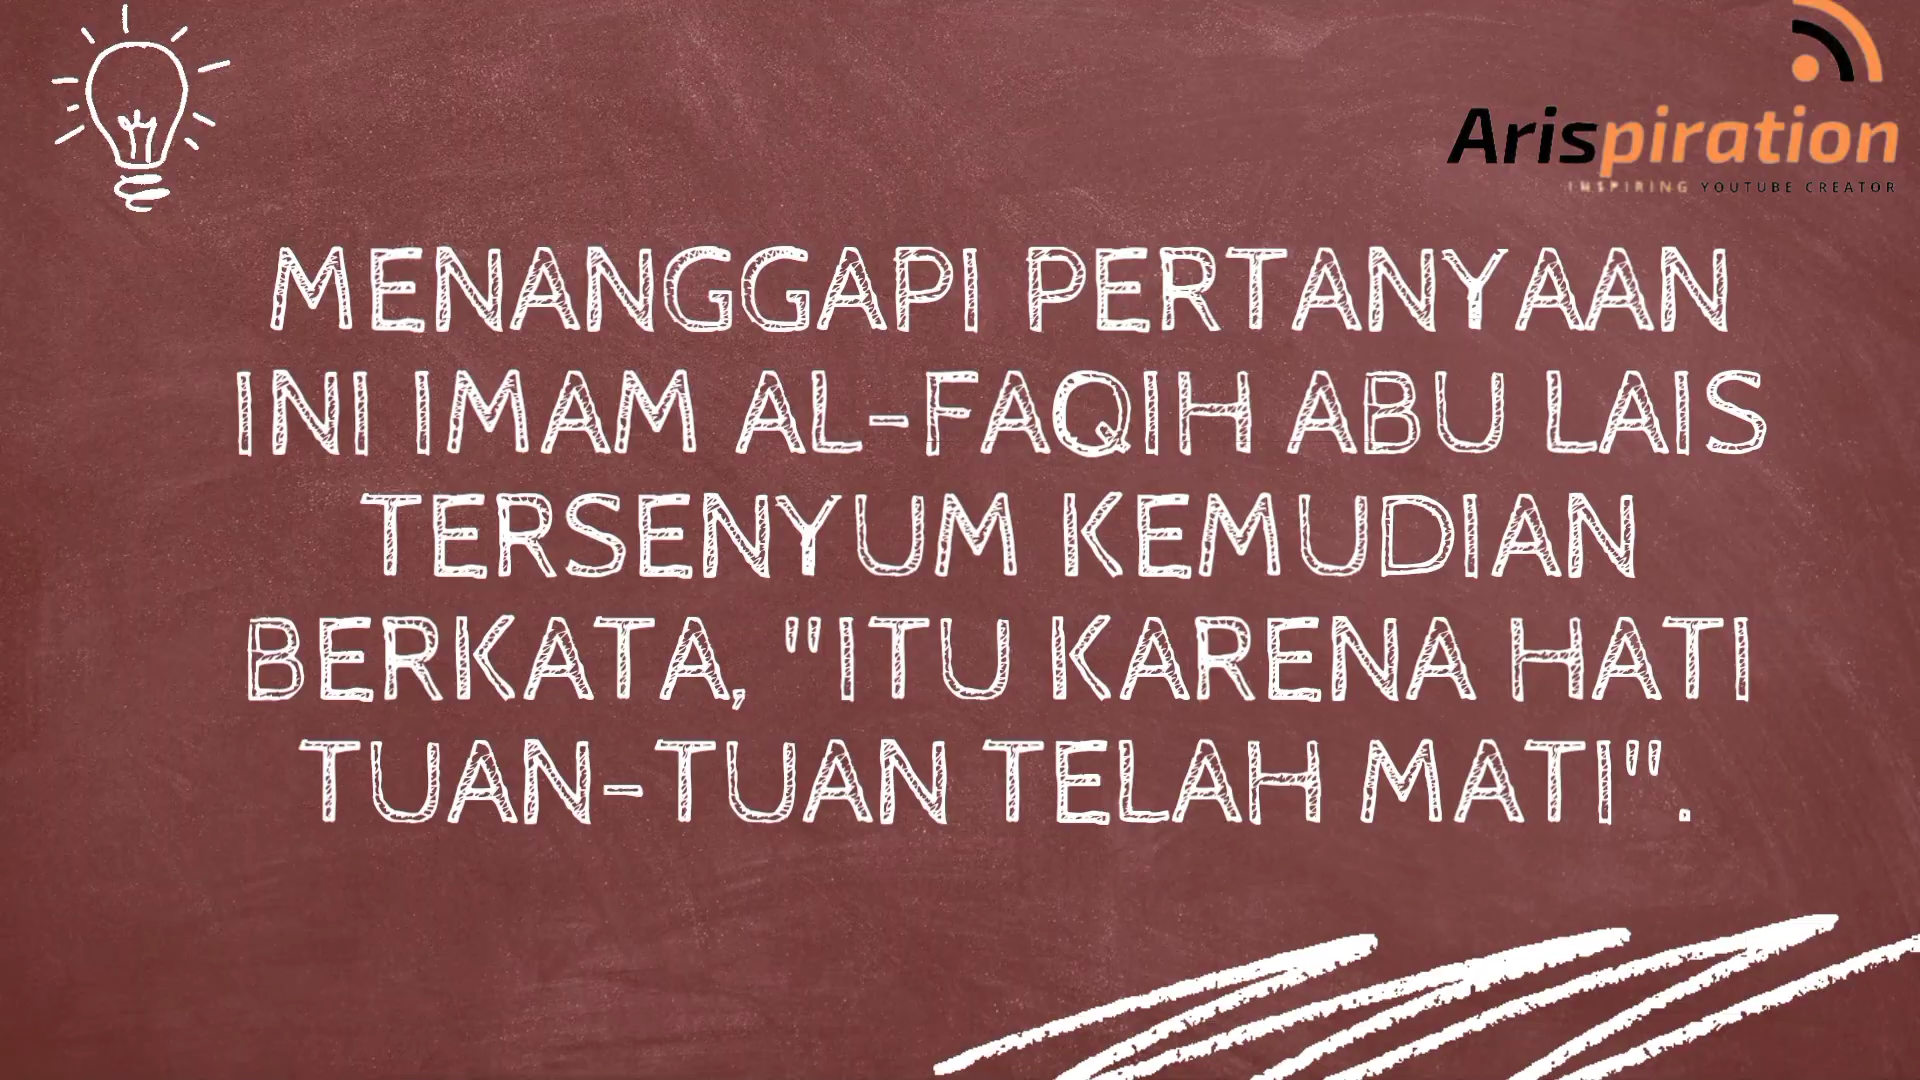 Arispiration
INSPIRING YOUTUBE CREATOR
MENANGGAPI PERTANYAAN
INI IMAM AL-FAQIH ABU LAIS
TERSENYUM KEMUDIAN
BERKATA, "ITU KARENA HATI
TUAN-TUAN TELAH MATI".